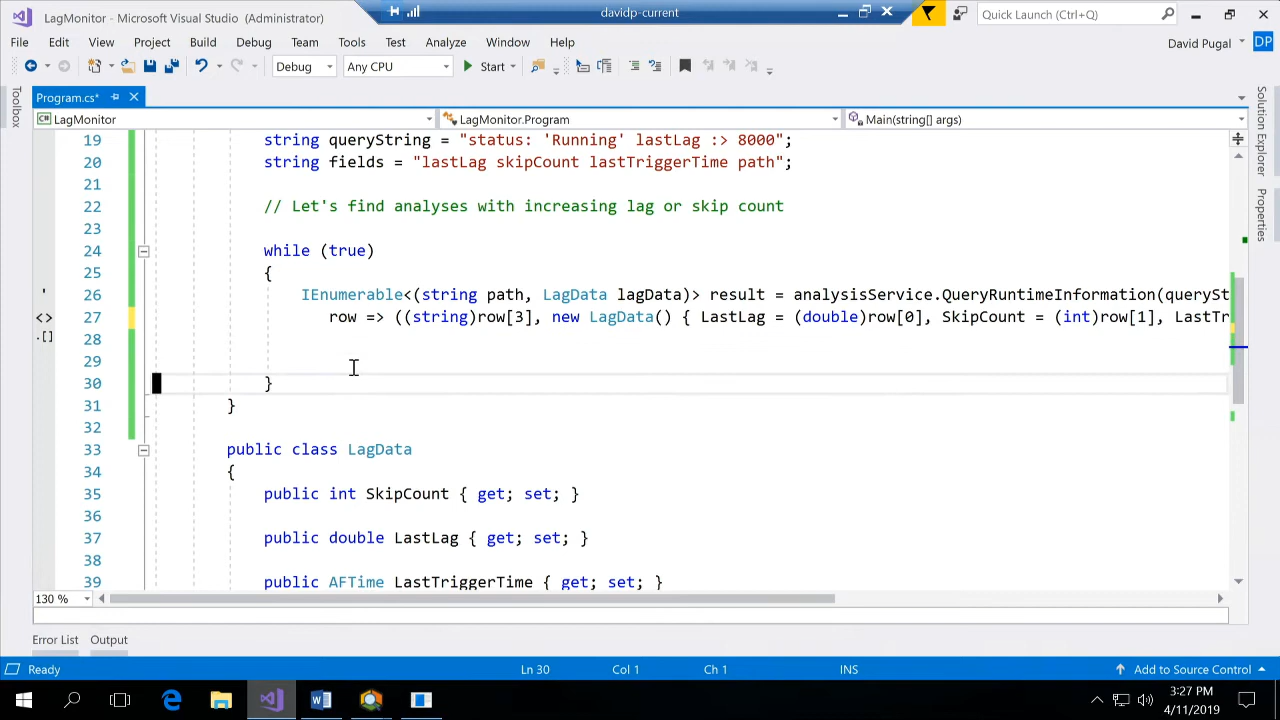 LagMonitor - Microsoft Visual Studio (Administrator)
davidp-current
Quick Launch (Ctrl+Q)
File Edit View Project Build Debug Team Tools Test Analyze Window Help
David Pugal
DP
Debug Any CPU Start
Program.cs*
LagMonitor LagMonitor.Program Main(string[] args)
Toolbox
Solution Explorer
Properties
19 string queryString = "status: 'Running' lastLag :> 8000";
20 string fields = "lastLag skipCount lastTriggerTime path";
21
22 // Let's find analyses with increasing lag or skip count
23
24 while (true)
25 {
26 IEnumerable<(string path, LagData lagData)> result = analysisService.QueryRuntimeInformation(querySt
27 row => ((string)row[3], new LagData() { LastLag = (double)row[0], SkipCount = (int)row[1], LastTr
28
29
30 }
31 }
32
33 public class LagData
34 {
35 public int SkipCount { get; set; }
36
37 public double LastLag { get; set; }
38
39 public AFTime LastTriggerTime { get; set; }
130 %
Error List Output
Ready Ln 30 Col 1 Ch 1 INS Add to Source Control
3:27 PM
4/11/2019